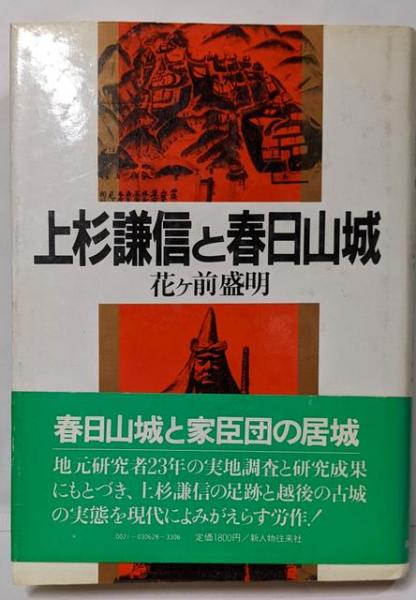 上杉謙信と春日山城
花ヶ前盛明
春日山城と家臣団の居城
地元研究者23年の実地調査と研究成果
にもとづき、上杉謙信の足跡と越後の古城
の実態を現代によみがえらす労作!
0021-030628-3306 定価1800円/新人物往来社